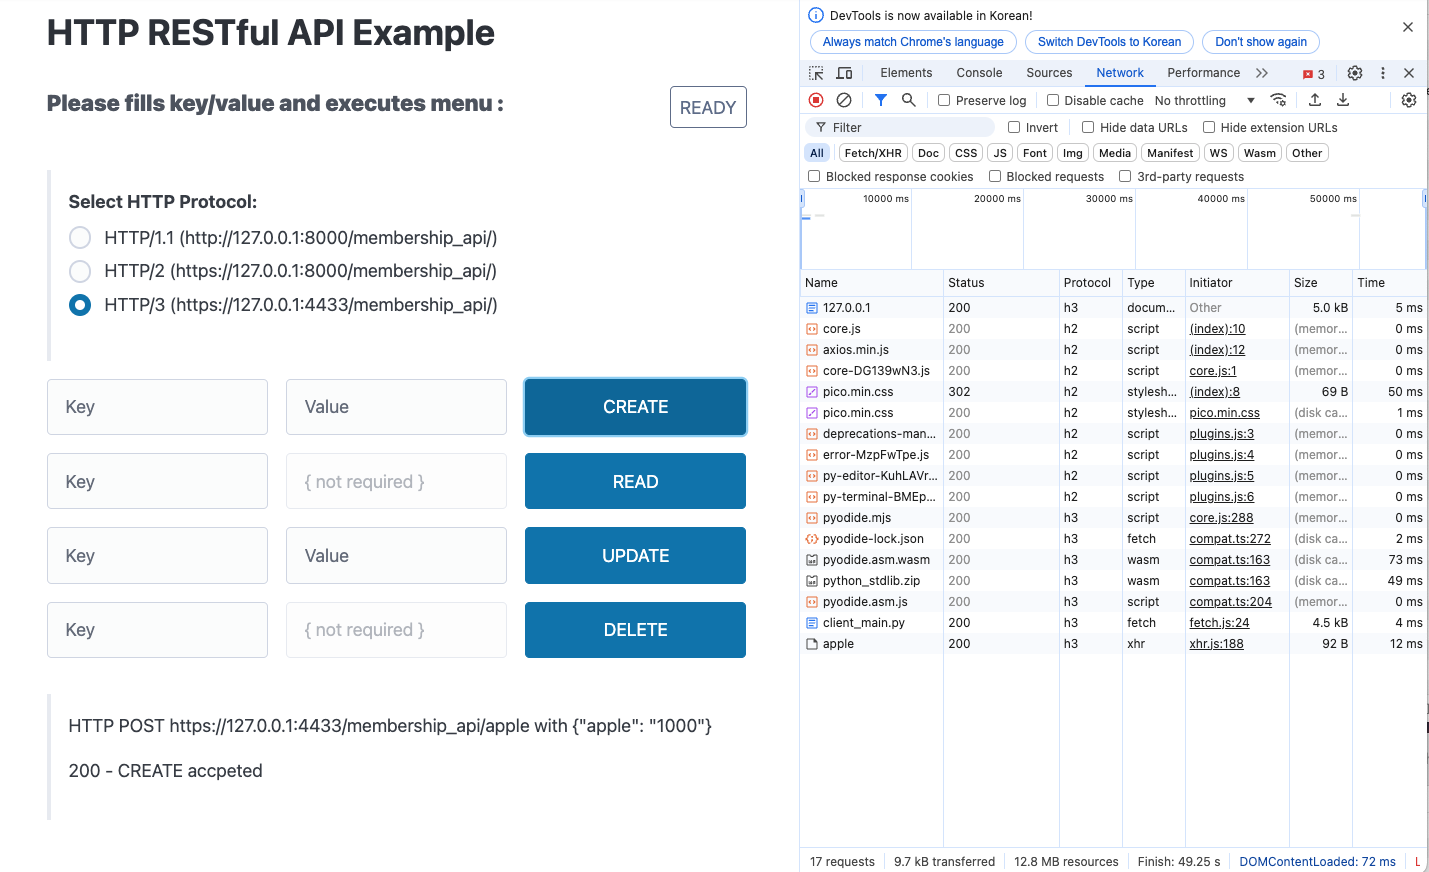 HTTP RESTful API Example
Please fills key/value and executes menu :
READY
Select HTTP Protocol:
HTTP/1.1 (http://127.0.0.1:8000/membership_api/)
HTTP/2 (https://127.0.0.1:8000/membership_api/)
HTTP/3 (https://127.0.0.1:4433/membership_api/)
Key Value CREATE
Key { not required } READ
Key Value UPDATE
Key { not required } DELETE
HTTP POST https://127.0.0.1:4433/membership_api/apple with {"apple": "1000"}
200 - CREATE accpeted
DevTools is now available in Korean!
Always match Chrome's language Switch DevTools to Korean Don't show again
Elements Console Sources Network Performance 3
Preserve log Disable cache No throttling
Filter Invert Hide data URLs Hide extension URLs
All Fetch/XHR Doc CSS JS Font Img Media Manifest WS Wasm Other
Blocked response cookies Blocked requests 3rd-party requests
10000 ms 20000 ms 30000 ms 40000 ms 50000 ms
Name Status Protocol Type Initiator Size Time
127.0.0.1 200 h3 docum... Other 5.0 kB 5 ms
core.js 200 h2 script (index):10 (memor... 0 ms
axios.min.js 200 h2 script (index):12 (memor... 0 ms
core-DG139wN3.js 200 h2 script core.js:1 (memor... 0 ms
pico.min.css 302 h2 stylesh... (index):8 69 B 50 ms
pico.min.css 200 h2 stylesh... pico.min.css (disk ca... 1 ms
deprecations-man... 200 h2 script plugins.js:3 (memor... 0 ms
error-MzpFwTpe.js 200 h2 script plugins.js:4 (memor... 0 ms
py-editor-KuhLAVr... 200 h2 script plugins.js:5 (memor... 0 ms
py-terminal-BMEp... 200 h2 script plugins.js:6 (memor... 0 ms
pyodide.mjs 200 h3 script core.js:288 (memor... 0 ms
pyodide-lock.json 200 h3 fetch compat.ts:272 (disk ca... 2 ms
pyodide.asm.wasm 200 h3 wasm compat.ts:163 (disk ca... 73 ms
python_stdlib.zip 200 h3 wasm compat.ts:163 (disk ca... 49 ms
pyodide.asm.js 200 h3 script compat.ts:204 (memor... 0 ms
client_main.py 200 h3 fetch fetch.js:24 4.5 kB 4 ms
apple 200 h3 xhr xhr.js:188 92 B 12 ms
17 requests 9.7 kB transferred 12.8 MB resources Finish: 49.25 s DOMContentLoaded: 72 ms L